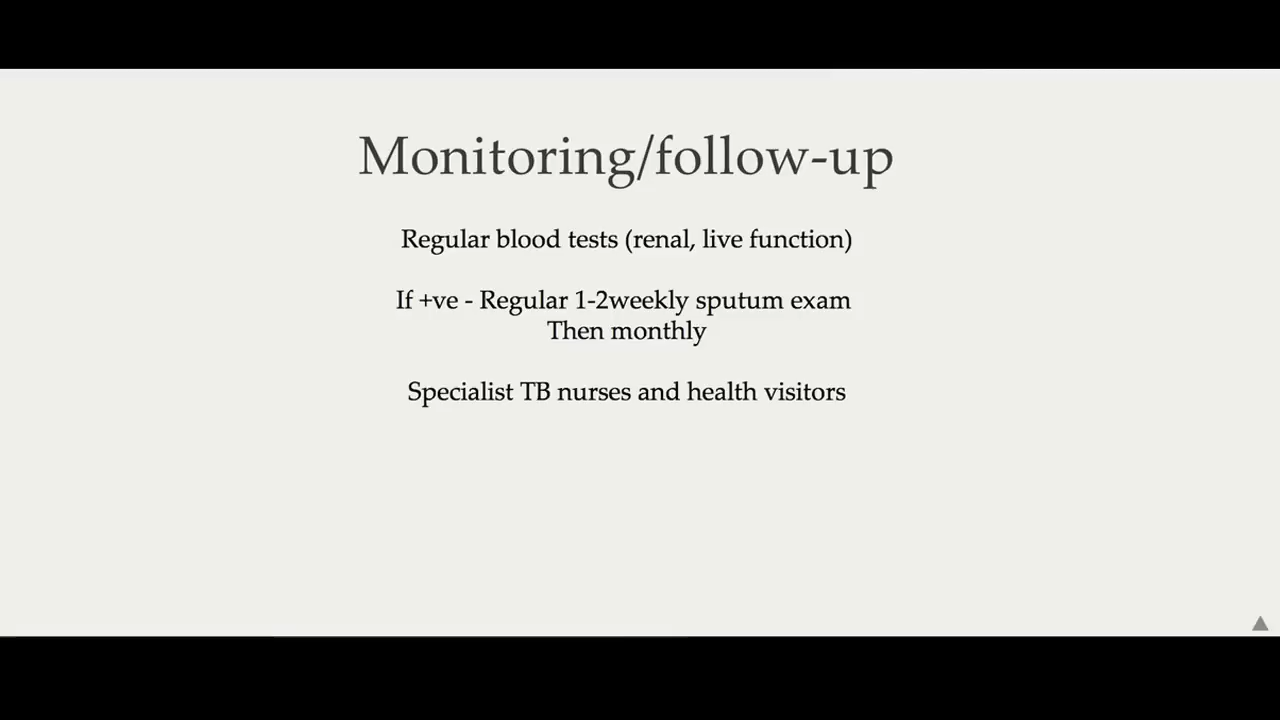 Monitoring/follow-up
Regular blood tests (renal, live function)
If +ve - Regular 1-2weekly sputum exam
Then monthly
Specialist TB nurses and health visitors